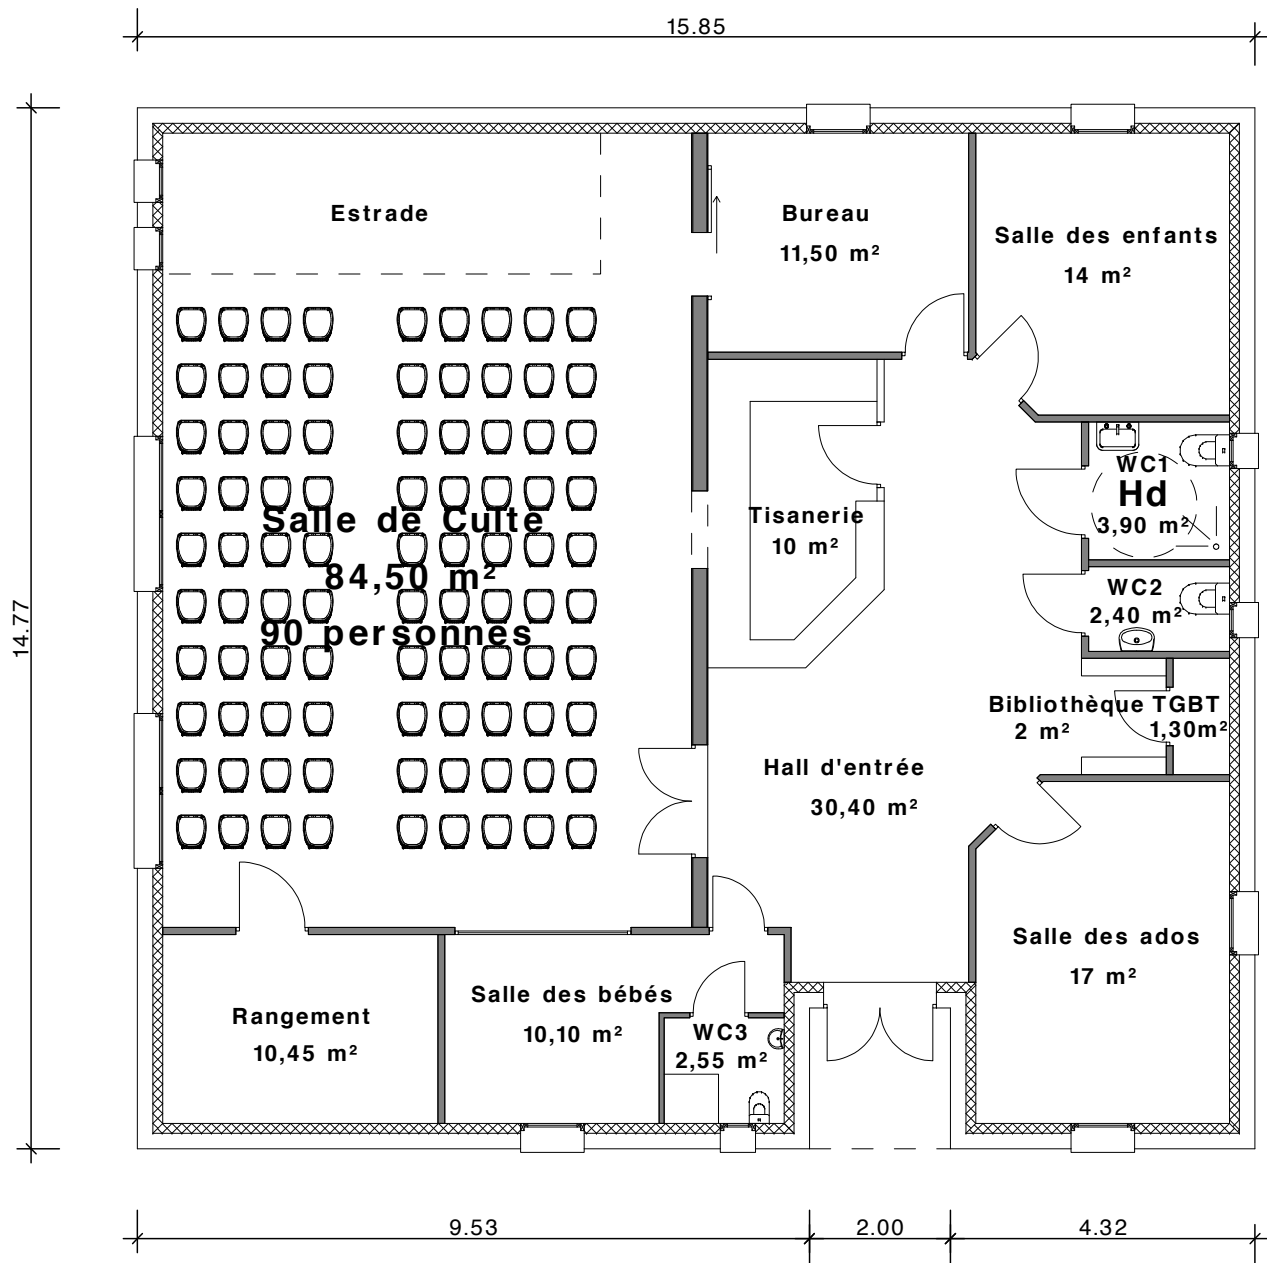 15.85
14.77
Estrade
Bureau
11,50 m²
Salle des enfants
14 m²
Salle de Culte
84,50 m²
90 personnes
Tisanerie
10 m²
WC1
Hd
3,90 m²
WC2
2,40 m²
Bibliothèque
2 m²
TGBT
1,30m²
Hall d'entrée
30,40 m²
Salle des ados
17 m²
Rangement
10,45 m²
Salle des bébés
10,10 m²
WC3
2,55 m²
9.53
2.00
4.32